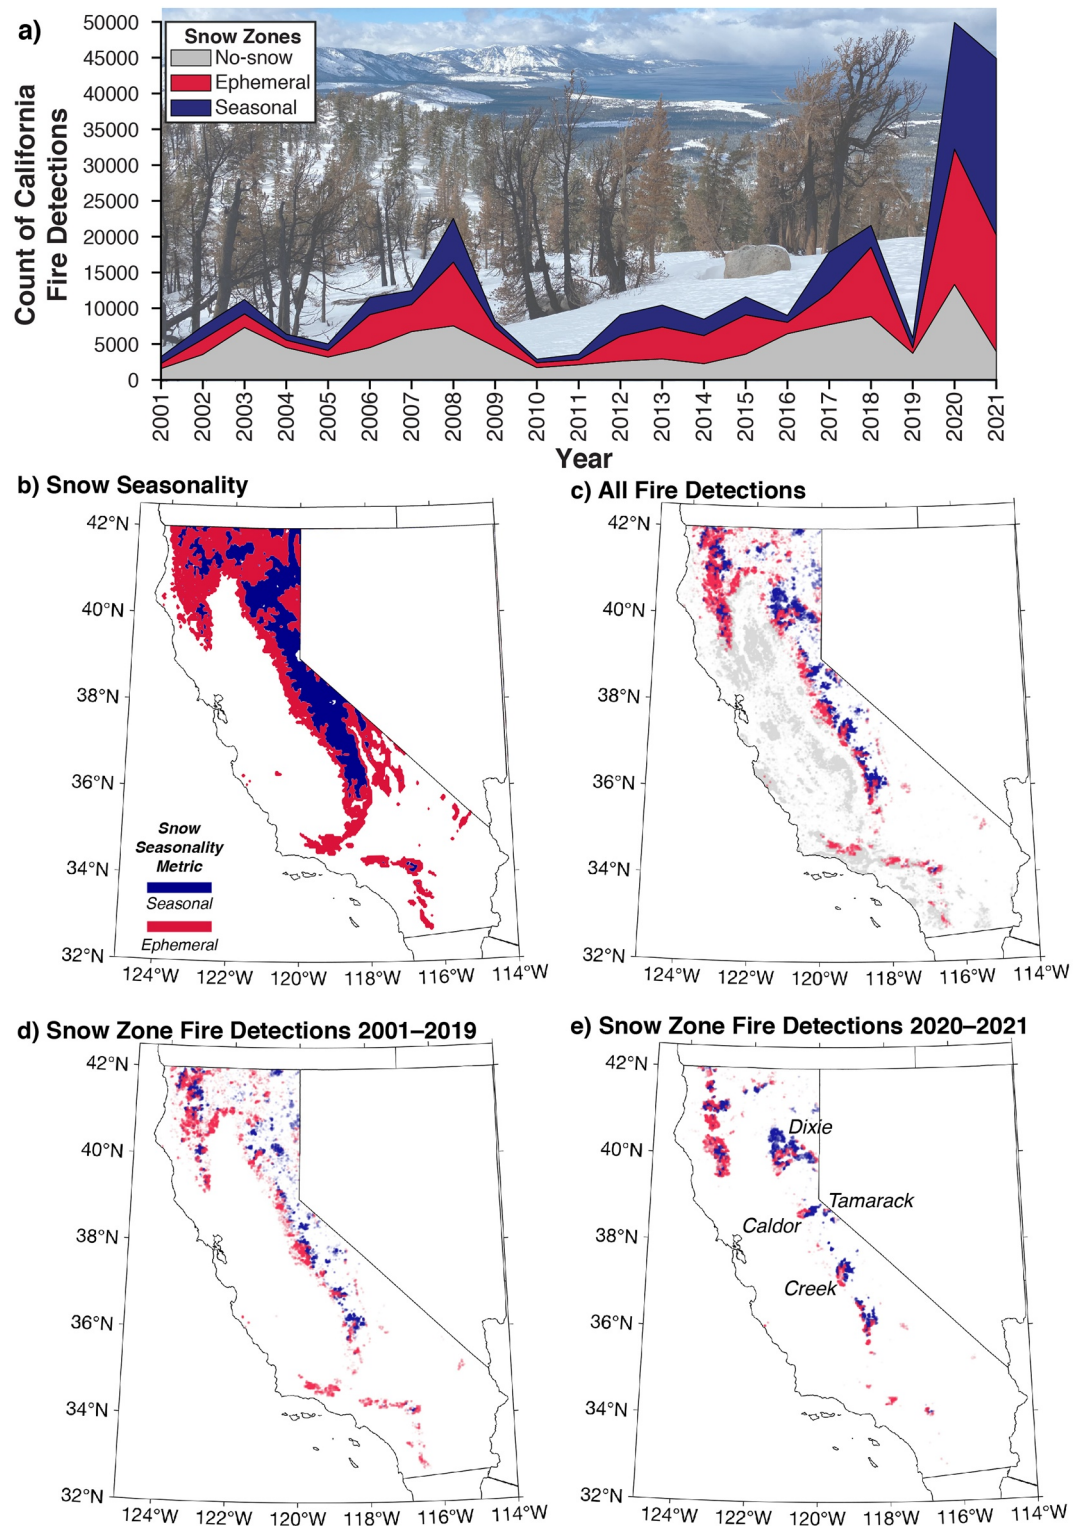 a)
Count of California
Fire Detections
50000
45000
40000
35000
30000
25000
20000
15000
10000
5000
0
Snow Zones
No-snow
Ephemeral
Seasonal
2001
2002
2003
2004
2005
2006
2007
2008
2009
2010
2011
2012
2013
2014
2015
2016
2017
2018
2019
2020
2021
Year
b) Snow Seasonality
42°N
40°N
38°N
36°N
34°N
32°N
Snow
Seasonality
Metric
Seasonal
Ephemeral
124°W 122°W 120°W 118°W 116°W 114°W
c) All Fire Detections
42°N
40°N
38°N
36°N
34°N
32°N
124°W 122°W 120°W 118°W 116°W 114°W
d) Snow Zone Fire Detections 2001–2019
42°N
40°N
38°N
36°N
34°N
32°N
124°W 122°W 120°W 118°W 116°W 114°W
e) Snow Zone Fire Detections 2020–2021
42°N
40°N
38°N
36°N
34°N
32°N
Dixie
Tamarack
Caldor
Creek
124°W 122°W 120°W 118°W 116°W 114°W